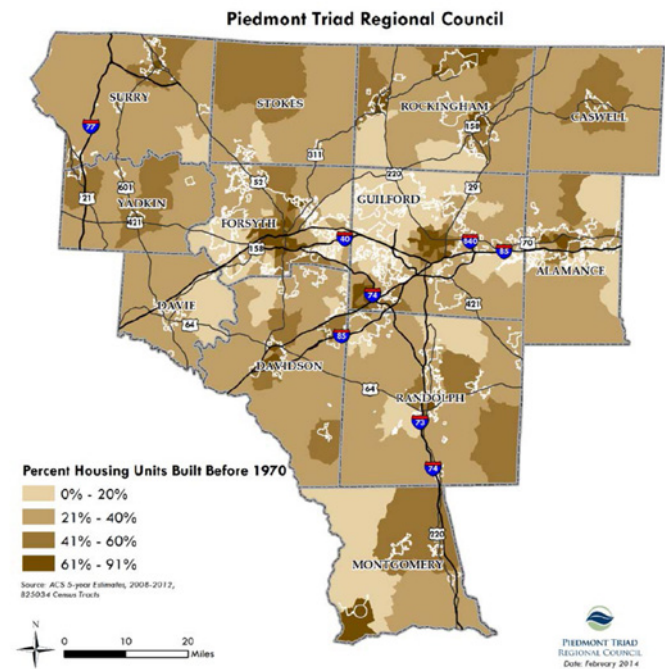 Piedmont Triad Regional Council
SURRY
STOKES
ROCKINGHAM
CASWELL
77
158
311
220
29
21
601
YADKIN
421
52
FORSYTH
GUILFORD
158
40
840
85
70
ALAMANCE
74
421
DAVIE
64
85
DAVIDSON
64
RANDOLPH
73
74
220
MONTGOMERY
Percent Housing Units Built Before 1970
0% - 20%
21% - 40%
41% - 60%
61% - 91%
Source: ACS 5-year Estimates, 2008-2012,
B25034 Census Tracts
N
0 10 20
Miles
PIEDMONT TRIAD
REGIONAL COUNCIL
Date: February 2014